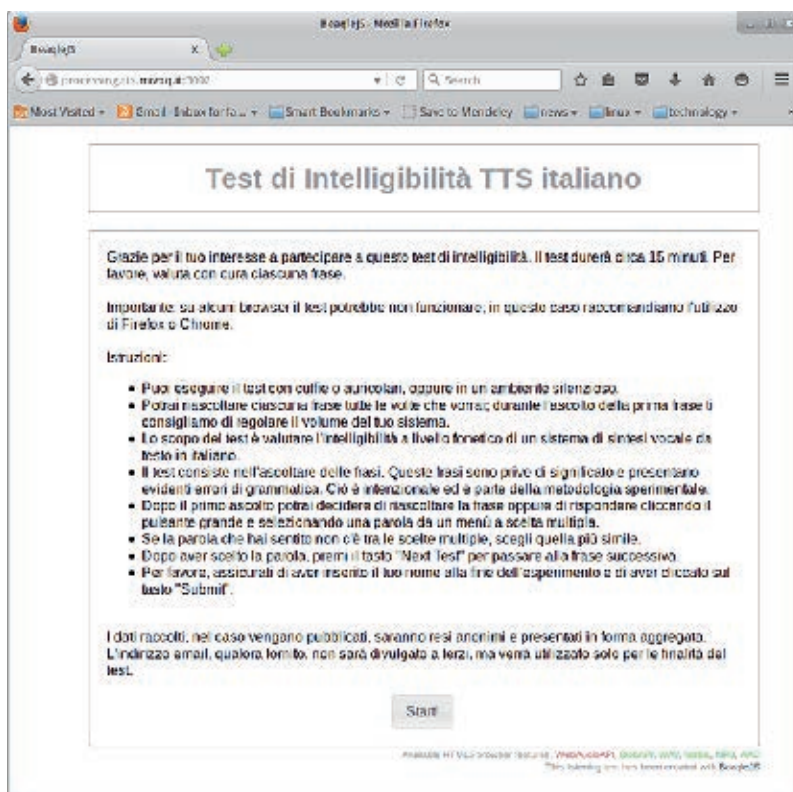 BeaqleJS - Mozilla Firefox
BeaqleJS
Search
Most Visited
Smart Bookmarks
Save to Mendeley
news
linux
technology
Test di Intelligibilità TTS italiano
Grazie per il tuo interesse a partecipare a questo test di intelligibilità. Il test durerà circa 15 minuti. Per
favore, valuta con cura ciascuna frase.
Importante: su alcuni browser il test potrebbe non funzionare, in questo caso raccomandiamo l'utilizzo
di Firefox o Chrome.
Istruzioni:
Puoi eseguire il test con cuffie o auricolari, oppure in un ambiente silenzioso.
Potrai riascoltare ciascuna frase tutte le volte che vorrai; durante l'ascolto della prima frase ti
consigliamo di regolare il volume del tuo sistema.
Lo scopo del test è valutare l'intelligibilità a livello fonetico di un sistema di sintesi vocale da
testo in italiano.
Il test consiste nell'ascoltare delle frasi. Queste frasi sono prive di significato e presentano
evidenti errori di grammatica. Ciò è intenzionale ed è parte della metodologia sperimentale.
Dopo il primo ascolto potrai decidere di riascoltare la frase oppure di rispondere cliccando il
pulsante grande e selezionando una parola da un menù a scelta multipla.
Se la parola che hai sentito non c'è tra le scelte multiple, scegli quella più simile.
Dopo aver scelto la parola, premi il tasto "Next Test" per passare alla frase successiva.
Per favore, assicurati di aver inserito il tuo nome alla fine dell'esperimento e di aver cliccato sul
tasto "Submit".
I dati raccolti, nel caso vengano pubblicati, saranno resi anonimi e presentati in forma aggregata.
L'indirizzo email, qualora fornito, non sarà divulgato a terzi, ma verrà utilizzato solo per le finalità del
test.
Start!
Available HTML5 browser features: WebAudioAPI,
This listening test has been created with BeaqleJS